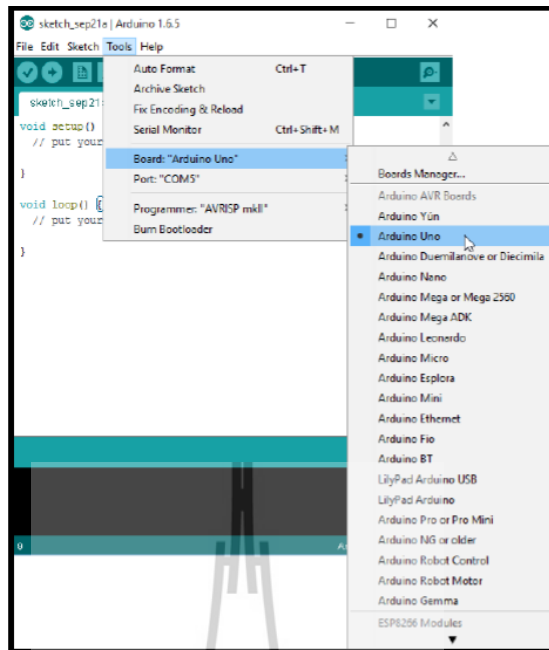 sketch_sep21a | Arduino 1.6.5
File Edit Sketch Tools Help
sketch_sep21
void setup()
// put your
}
void loop() {
// put your
}
Auto Format Ctrl+T
Archive Sketch
Fix Encoding & Reload
Serial Monitor Ctrl+Shift+M
Board: "Arduino Uno"
Port: "COM5"
Programmer: "AVRISP mkII"
Burn Bootloader
Boards Manager...
Arduino AVR Boards
Arduino Yún
Arduino Uno
Arduino Duemilanove or Diecimila
Arduino Nano
Arduino Mega or Mega 2560
Arduino Mega ADK
Arduino Leonardo
Arduino Micro
Arduino Esplora
Arduino Mini
Arduino Ethernet
Arduino Fio
Arduino BT
LilyPad Arduino USB
LilyPad Arduino
Arduino Pro or Pro Mini
Arduino NG or older
Arduino Robot Control
Arduino Robot Motor
Arduino Gemma
ESP8266 Modules